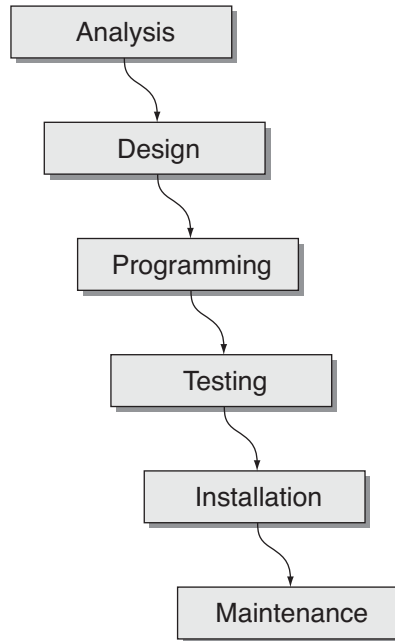 Analysis
Design
Programming
Testing
Installation
Maintenance